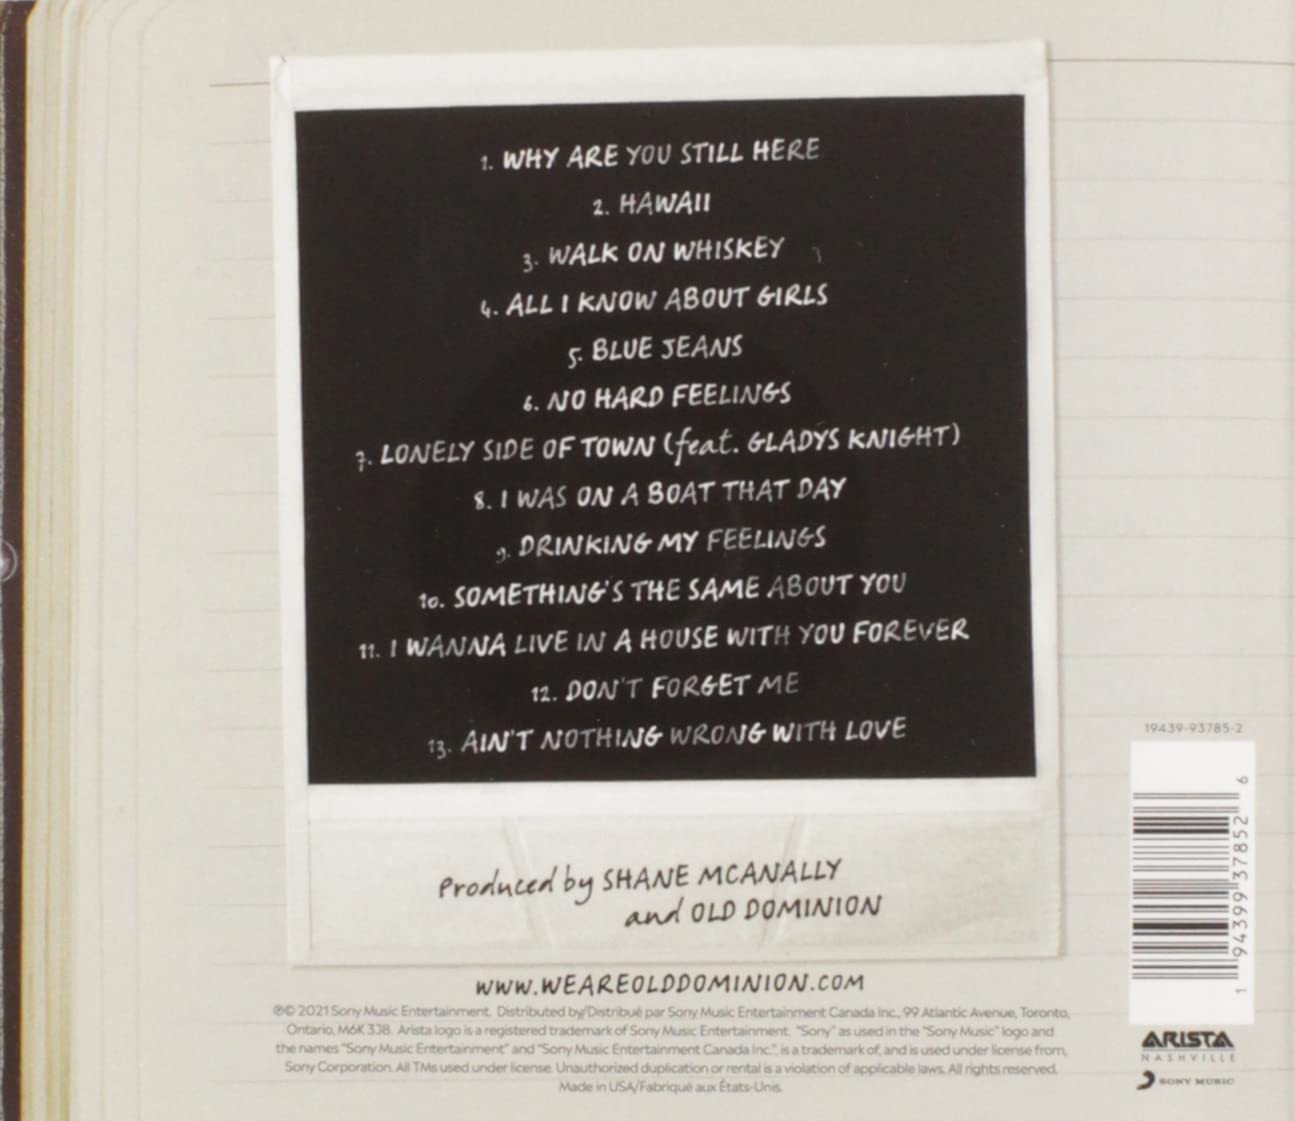 1. WHY ARE YOU STILL HERE
2. HAWAII
3. WALK ON WHISKEY
4. ALL I KNOW ABOUT GIRLS
5. BLUE JEANS
6. NO HARD FEELINGS
7. LONELY SIDE OF TOWN (feat. GLADYS KNIGHT)
8. I WAS ON A BOAT THAT DAY
9. DRINKING MY FEELINGS
10. SOMETHING'S THE SAME ABOUT YOU
11. I WANNA LIVE IN A HOUSE WITH YOU FOREVER
12. DON'T FORGET ME
13. AIN'T NOTHING WRONG WITH LOVE
Produced by SHANE MCANALLY
and OLD DOMINION
WWW.WEAREOLDDOMINION.COM
℗© 2021 Sony Music Entertainment. Distributed by/Distribué par Sony Music Entertainment Canada Inc., 99 Atlantic Avenue, Toronto,
Ontario, M6K 3J8. Arista logo is a registered trademark of Sony Music Entertainment. "Sony" as used in the "Sony Music" logo and
the names "Sony Music Entertainment" and "Sony Music Entertainment Canada Inc.", is a trademark of, and is used under license from,
Sony Corporation. All TMs used under license. Unauthorized duplication or rental is a violation of applicable laws. All rights reserved.
Made in USA/Fabriqué aux États-Unis.
19439-93785-2
1 94399 37852 6
ARISTA
NASHVILLE
SONY MUSIC